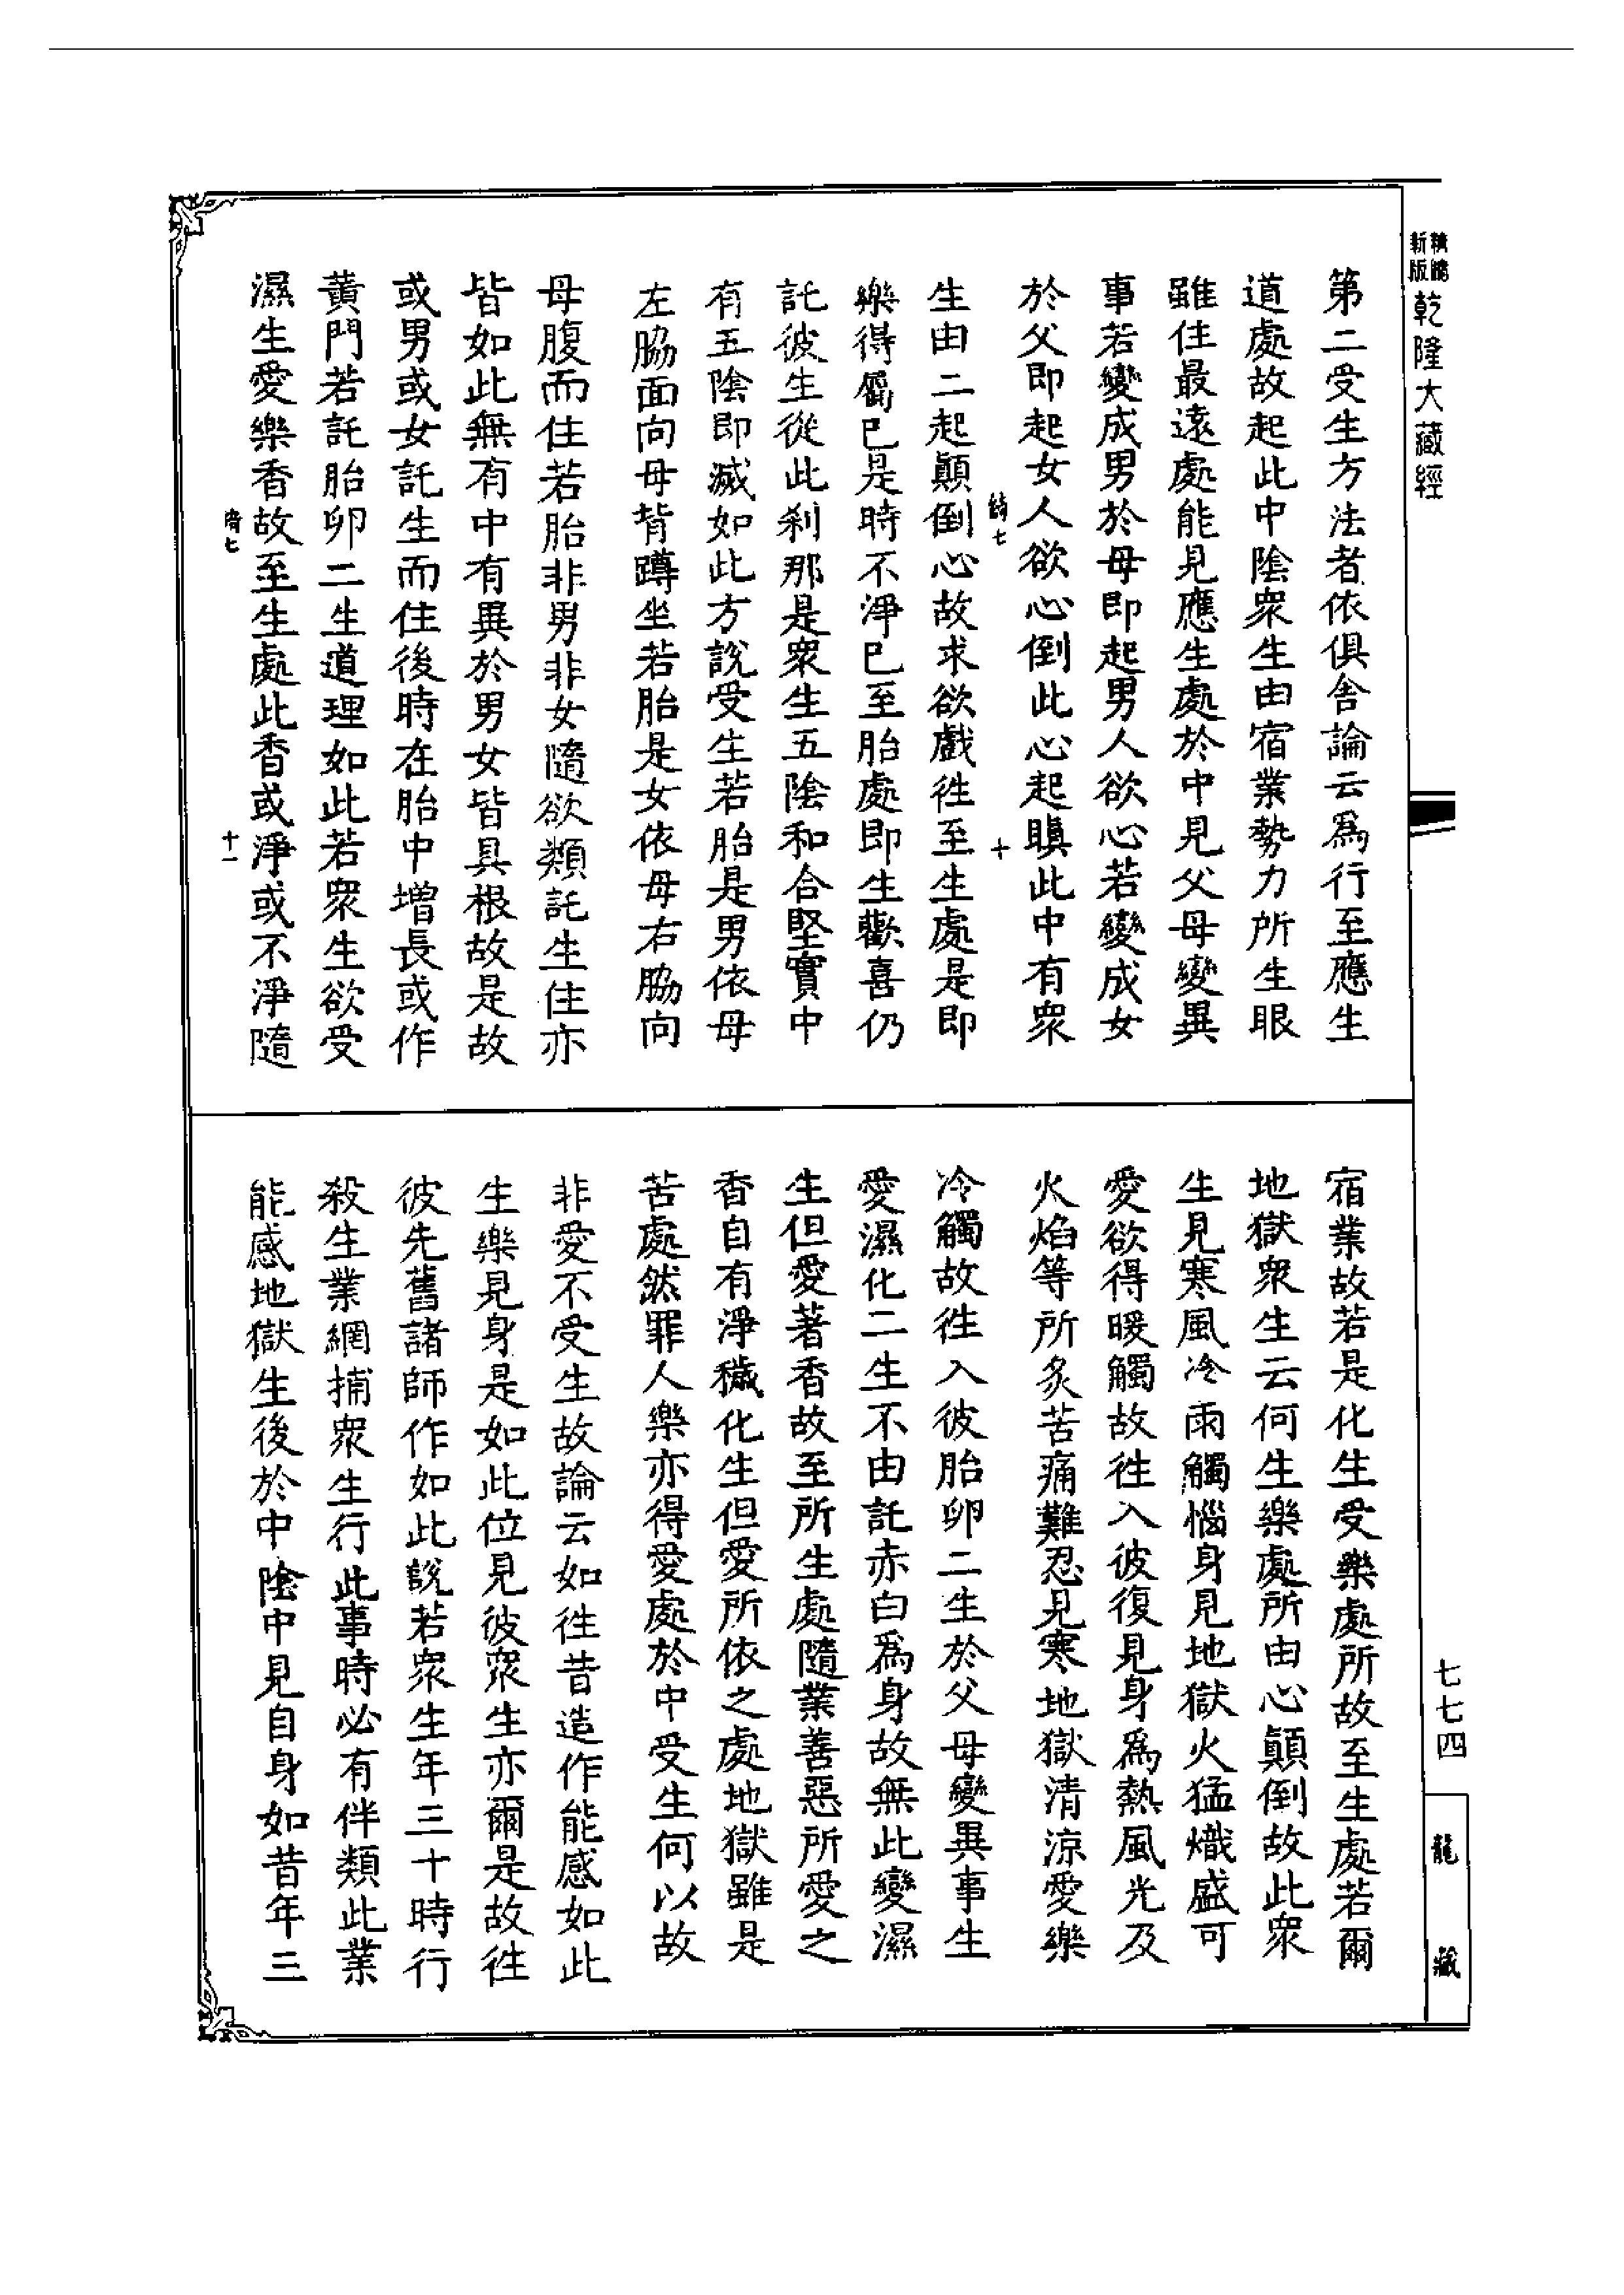 精縮
新版
乾隆大藏經
第二受生方法者依俱舍論云為行至應生
道處故起此中陰衆生由宿業勢力所生眼
雖住最遠處能見應生處於中見父母變異
事若變成男於母即起男人欲心若變成女
於父即起女人欲心倒此心起瞋此中有衆
生由二起顛倒心故求欲戲徃至生處是即
樂得屬已是時不淨已至胎處即生歡喜仍
託彼生從此刹那是衆生五陰和合堅實中
有五陰即滅如此方說受生若胎是男依母
左脇面向母背蹲坐若胎是女依母右脇向
母腹而住若胎非男非女隨欲類託生住亦
皆如此無有中有異於男女皆具根故是故
或男或女託生而住後時在胎中增長或作
黃門若託胎卵二生道理如此若衆生欲受
濕生愛樂香故至生處此香或淨或不淨隨
宿業故若是化生受樂處所故至生處若爾
地獄衆生云何生樂處所由心顛倒故此衆
生見寒風冷雨觸惱身見地獄火猛熾盛可
愛欲得暖觸故徃入彼復見身為熱風光及
火焰等所炙苦痛難忍見寒地獄清涼愛樂
冷觸故徃入彼胎卵二生於父母變異事生
愛濕化二生不由託赤白為身故無此變濕
生但愛著香故至所生處隨業善惡所愛之
香自有淨穢化生但愛所依之處地獄雖是
苦處然罪人樂亦得愛處於中受生何以故
非愛不受生故論云如徃昔造作能感如此
生樂見身是如此位見彼衆生亦爾是故徃
彼先舊諸師作如此說若衆生年三十時行
殺生業網捕衆生行此事時必有伴類此業
能感地獄生後於中陰中見自身如昔年三
七
十
七
十一
七七四
龍藏